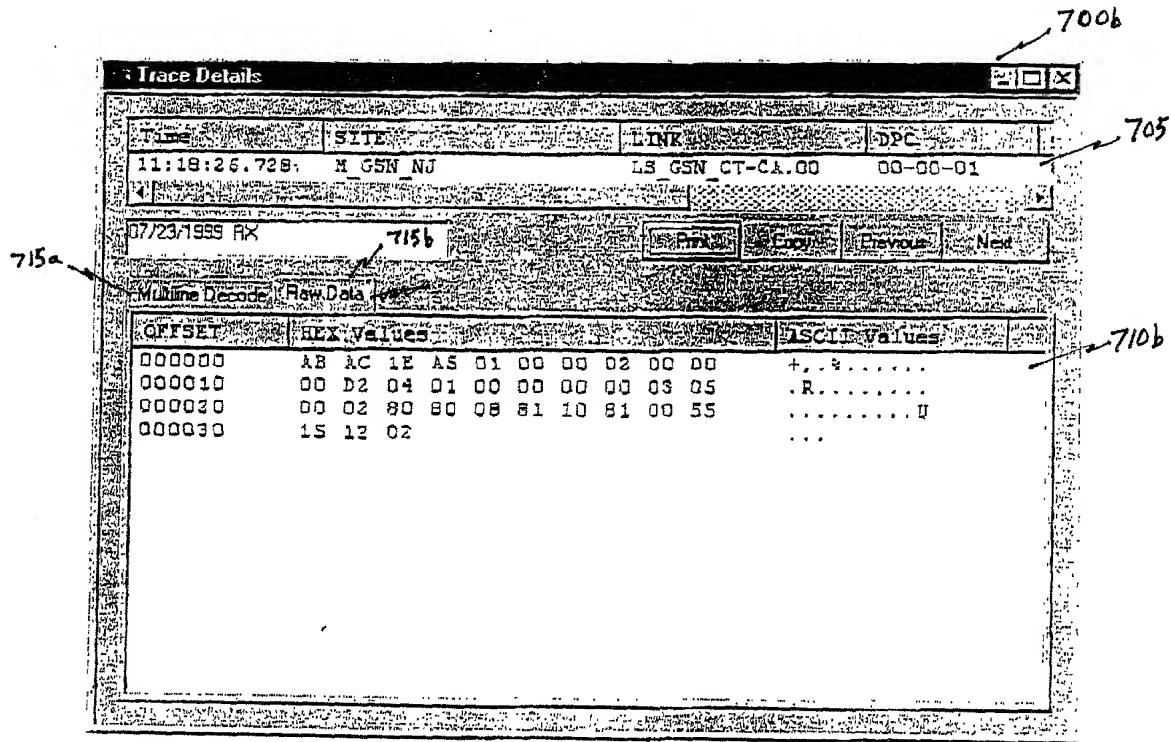 700b
Trace Details
Time SITE LINK DPC
705
11:18:26.728 M_GSN_NJ LS_GSN_CT-CA.00 00-00-01
07/23/1999 RX
715b
Print Copy Previous Next
715a
Multiline Decode Raw Data
OFFSET HEX Values ASCII Values
710b
000000 AB AC 1E A5 01 00 00 02 00 00 +,.%......
000010 00 D2 04 01 00 00 00 00 03 05 .R........
000020 00 02 80 80 08 81 10 81 00 55 .........U
000030 15 12 02 ...